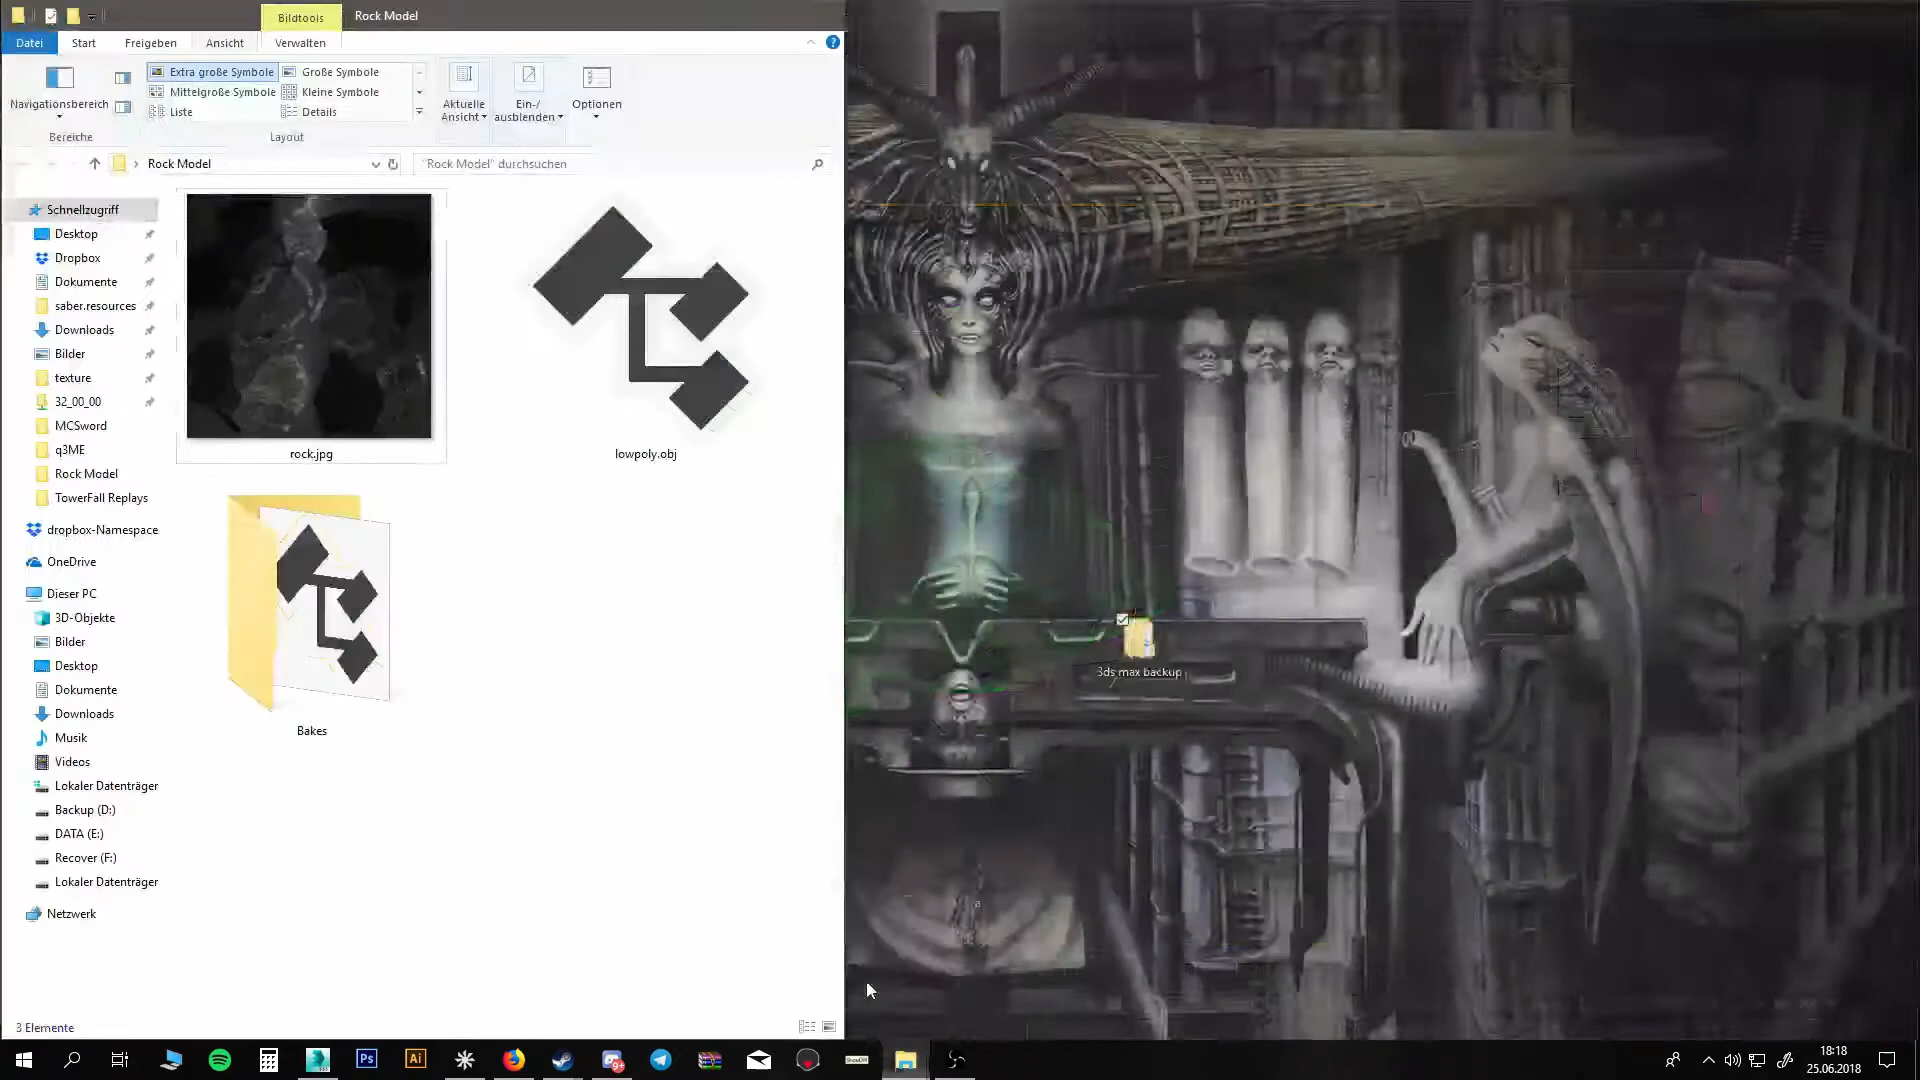 Bildtools
Rock Model
Datei
Start
Freigeben
Ansicht
Verwalten
Navigationsbereich
Extra große Symbole
Große Symbole
Mittelgroße Symbole
Kleine Symbole
Liste
Details
Aktuelle
Ansicht
Ein-/
ausblenden
Optionen
Bereiche
Layout
Rock Model
"Rock Model" durchsuchen
Schnellzugriff
Desktop
Dropbox
Dokumente
saber.resources
Downloads
Bilder
texture
32_00_00
MCSword
q3ME
Rock Model
TowerFall Replays
dropbox-Namespace
OneDrive
Dieser PC
3D-Objekte
Bilder
Desktop
Dokumente
Downloads
Musik
Videos
Lokaler Datenträger
Backup (D:)
DATA (E:)
Recover (F:)
Lokaler Datenträger
Netzwerk
rock.jpg
lowpoly.obj
Bakes
3ds max backup
3 Elemente
Ps
Ai
9+
18:18
25.06.2018